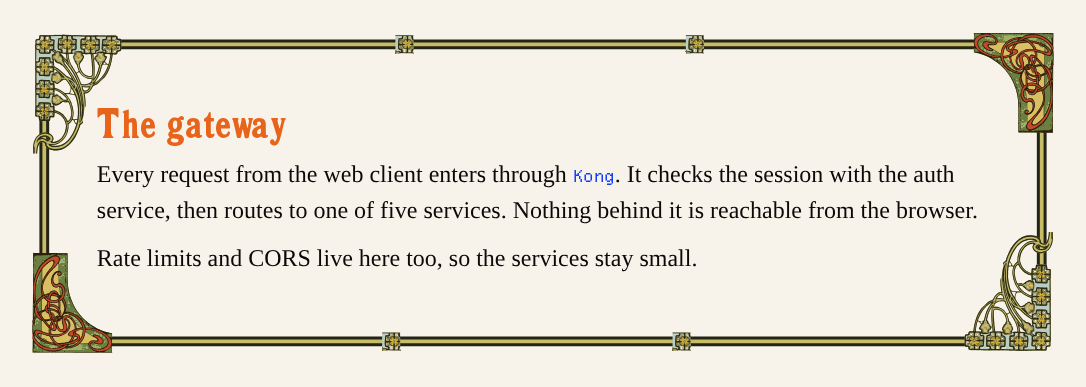 The gateway
Every request from the web client enters through Kong. It checks the session with the auth
service, then routes to one of five services. Nothing behind it is reachable from the browser.
Rate limits and CORS live here too, so the services stay small.